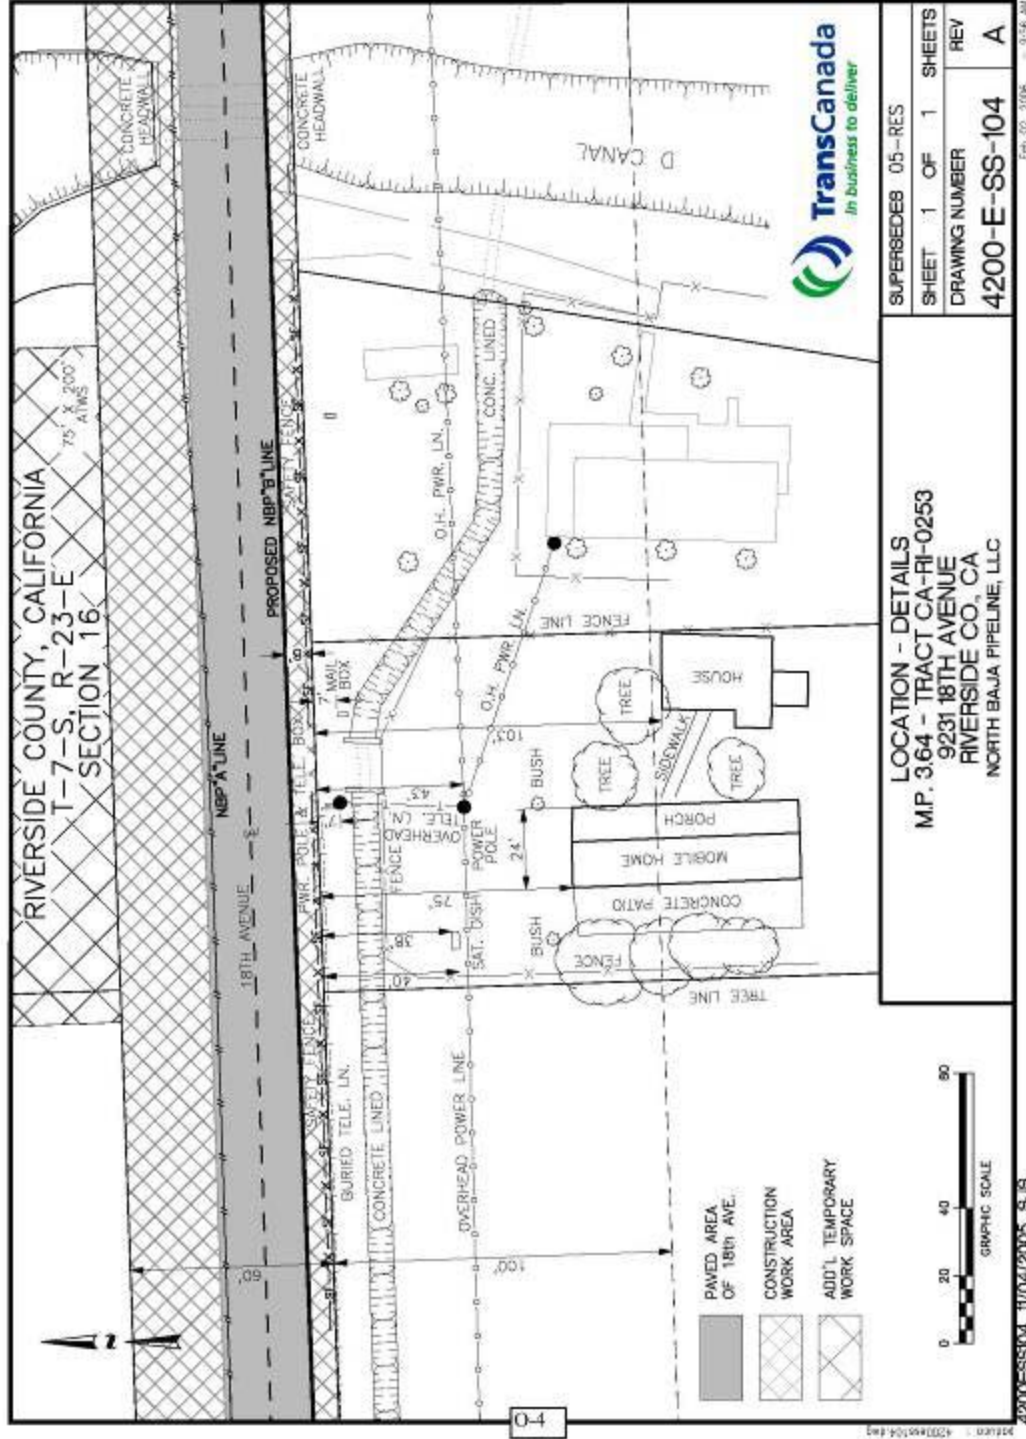 RIVERSIDE COUNTY, CALIFORNIA
T-7-S, R-23-E
SECTION 16
75' X 200'
ATWS
CONCRETE
HEADWALL
CONCRETE
HEADWALL
NBP "A" LINE
18TH AVENUE
PROPOSED NBP "B" LINE
SAFETY FENCE
PWR. POLE & TELE. BOX
7' MAIL
BOX
SAFETY FENCE
BURIED TELE. LN.
CONCRETE LINED
OVERHEAD POWER LINE
60'
100'
40'
38'
75'
43'
103'
24'
FENCE
OVERHEAD
TELE. LN.
POWER
POLE
SAT. DISH
BUSH
BUSH
O.H. PWR. LN.
O.H. PWR. LN.
CONC. LINED
D CANAL
FENCE LINE
TREE
TREE
TREE
SIDEWALK
HOUSE
PORCH
MOBILE HOME
CONCRETE PATIO
FENCE
TREE LINE
PAVED AREA
OF 18th AVE.
CONSTRUCTION
WORK AREA
ADD'L TEMPORARY
WORK SPACE
0 20 40 80
GRAPHIC SCALE
TransCanada
In business to deliver
LOCATION - DETAILS
M.P. 3.64 - TRACT CA-RI-0253
9231 18TH AVENUE
RIVERSIDE CO., CA
NORTH BAJA PIPELINE, LLC
SUPERSEDES 05-RES
SHEET 1 OF 1 SHEETS
DRAWING NUMBER
4200-E-SS-104
REV
A
O-4